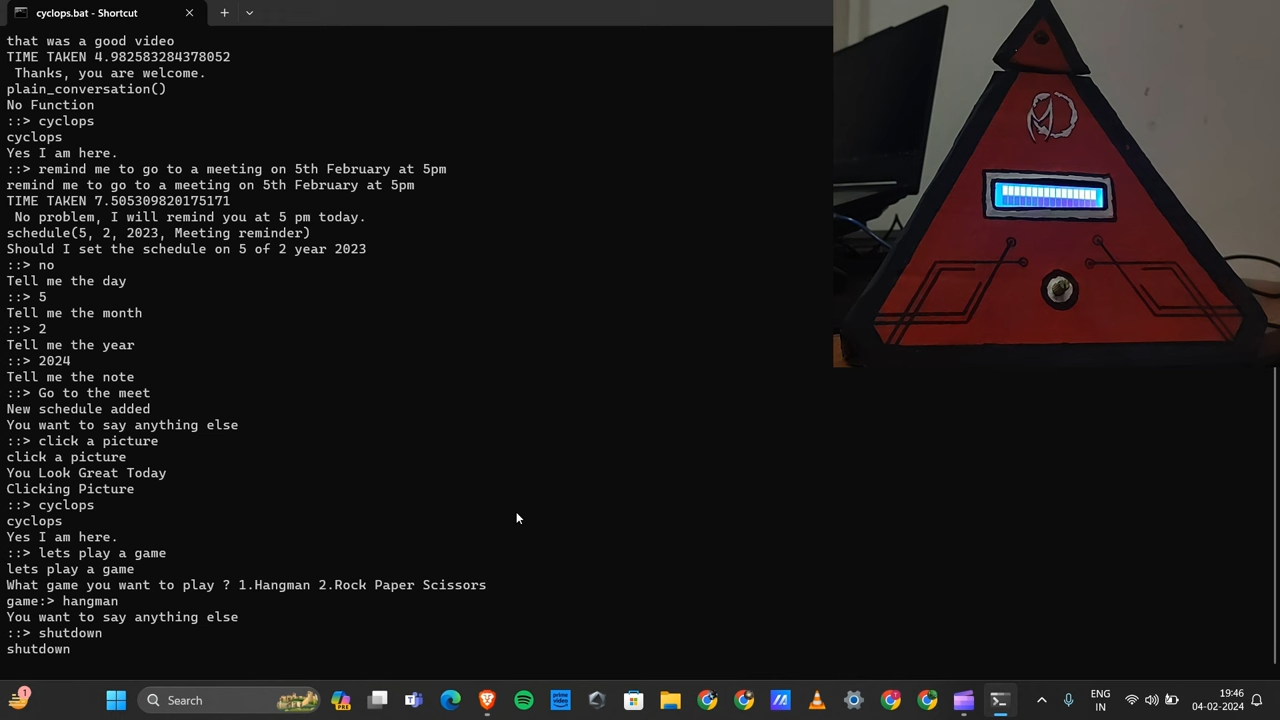 cyclops.bat - Shortcut
that was a good video
TIME TAKEN 4.982583284378052
Thanks, you are welcome.
plain_conversation()
No Function
::> cyclops
cyclops
Yes I am here.
::> remind me to go to a meeting on 5th February at 5pm
remind me to go to a meeting on 5th February at 5pm
TIME TAKEN 7.505309820175171
No problem, I will remind you at 5 pm today.
schedule(5, 2, 2023, Meeting reminder)
Should I set the schedule on 5 of 2 year 2023
::> no
Tell me the day
::> 5
Tell me the month
::> 2
Tell me the year
::> 2024
Tell me the note
::> Go to the meet
New schedule added
You want to say anything else
::> click a picture
click a picture
You Look Great Today
Clicking Picture
::> cyclops
cyclops
Yes I am here.
::> lets play a game
lets play a game
What game you want to play ? 1.Hangman 2.Rock Paper Scissors
game:> hangman
You want to say anything else
::> shutdown
shutdown
1
Search
PRE
prime video
ENG
IN
19:46
04-02-2024